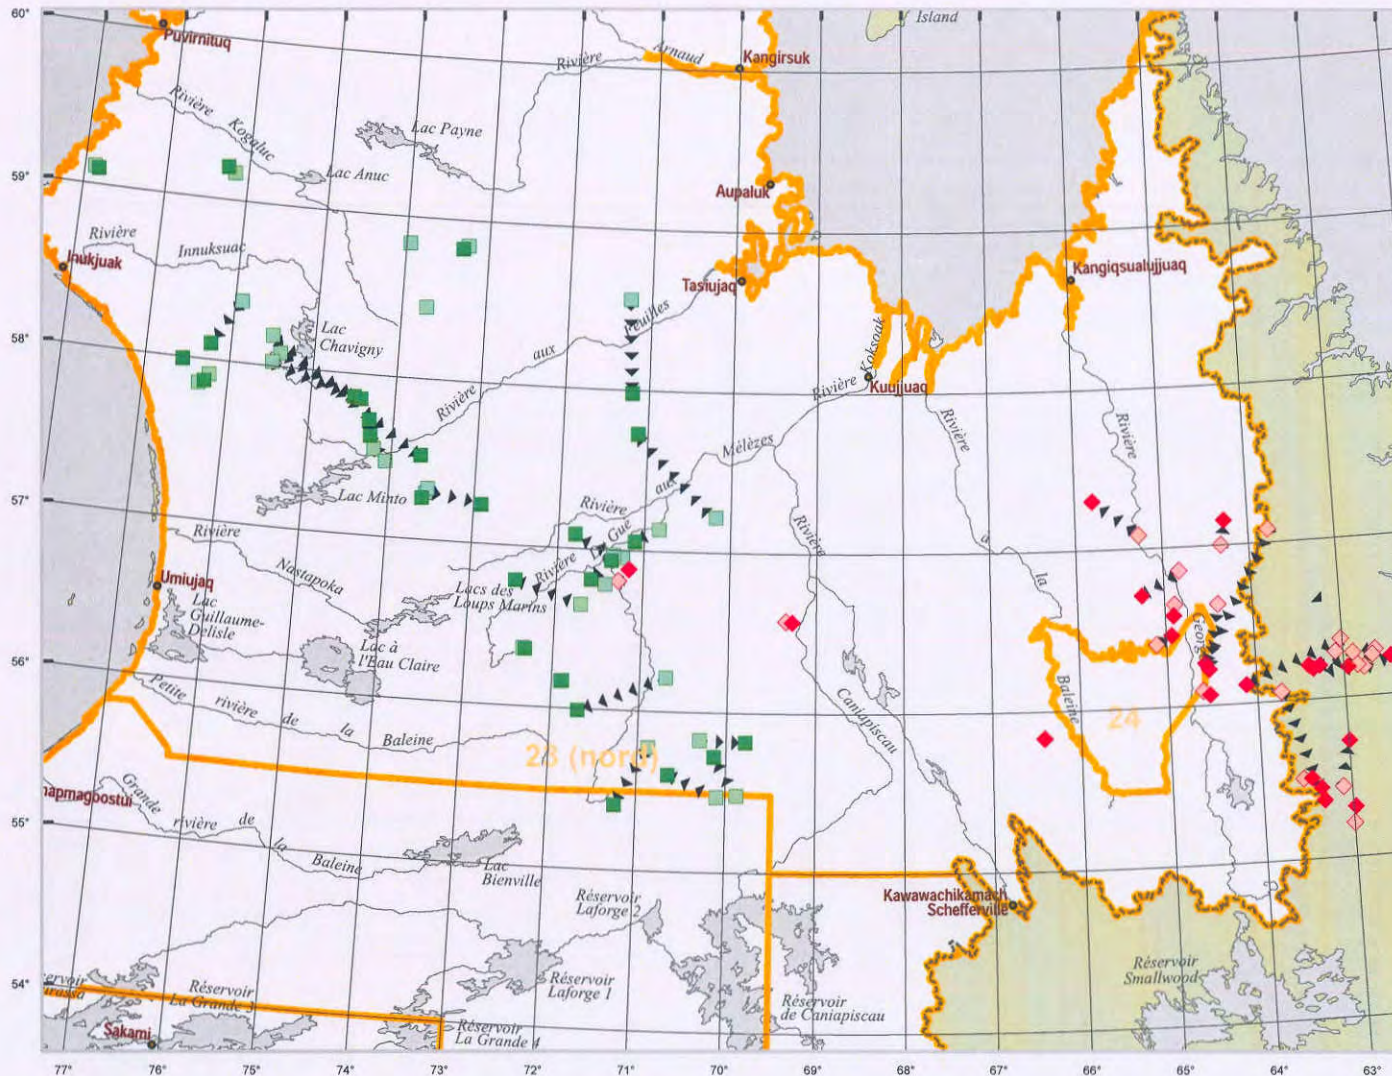 60°
Island
Puvirnituq
Arnaud
Kangirsuk
Rivière
Rivière
Kogaluc
Lac Payne
Lac Anuc
59°
Aupaluk
Rivière
Innuksuac
Inukjuak
Kangiqsualujjuaq
Tasiujaq
Feuilles
58°
Lac
Chavigny
aux
Koksoak
Kuujjuaq
Rivière
Rivière
Rivière
Rivière
Mélèzes
57°
Lac Minto
aux
Rivière
Rivière
Gue
Rivière
à
Rivière
Nastapoka
la
Umiujaq
Lacs des
Loups Marins
Lac
Guillaume-
Delisle
Georg
Lac à
l'Eau Claire
56°
Petite
rivière
de
la
Baleine
Baleine
Caniapiscau
24
23 (nord)
Grande
rivière
de
la
Baleine
55°
Lac
Bienville
Réservoir
Laforge 2
Kawawachikamach
Schefferville
54°
Réservoir
La Grande 3
Réservoir
Laforge 1
Réservoir
de Caniapiscau
Réservoir
Smallwood
Sakami
Réservoir
La Grande 4
77° 76° 75° 74° 73° 72° 71° 70° 69° 68° 67° 66° 65° 64° 63°